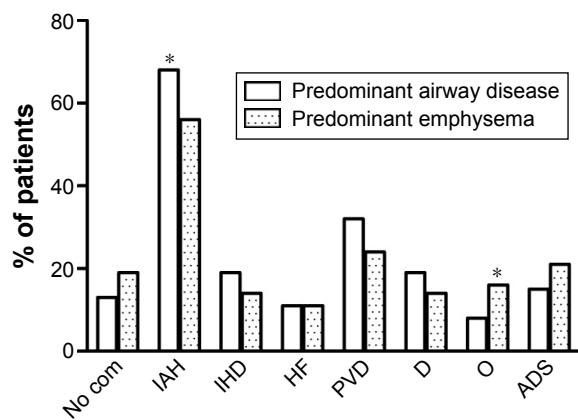 80
60
40
20
0
% of patients
*
*
Predominant airway disease
Predominant emphysema
No com
IAH
IHD
HF
PVD
D
O
ADS